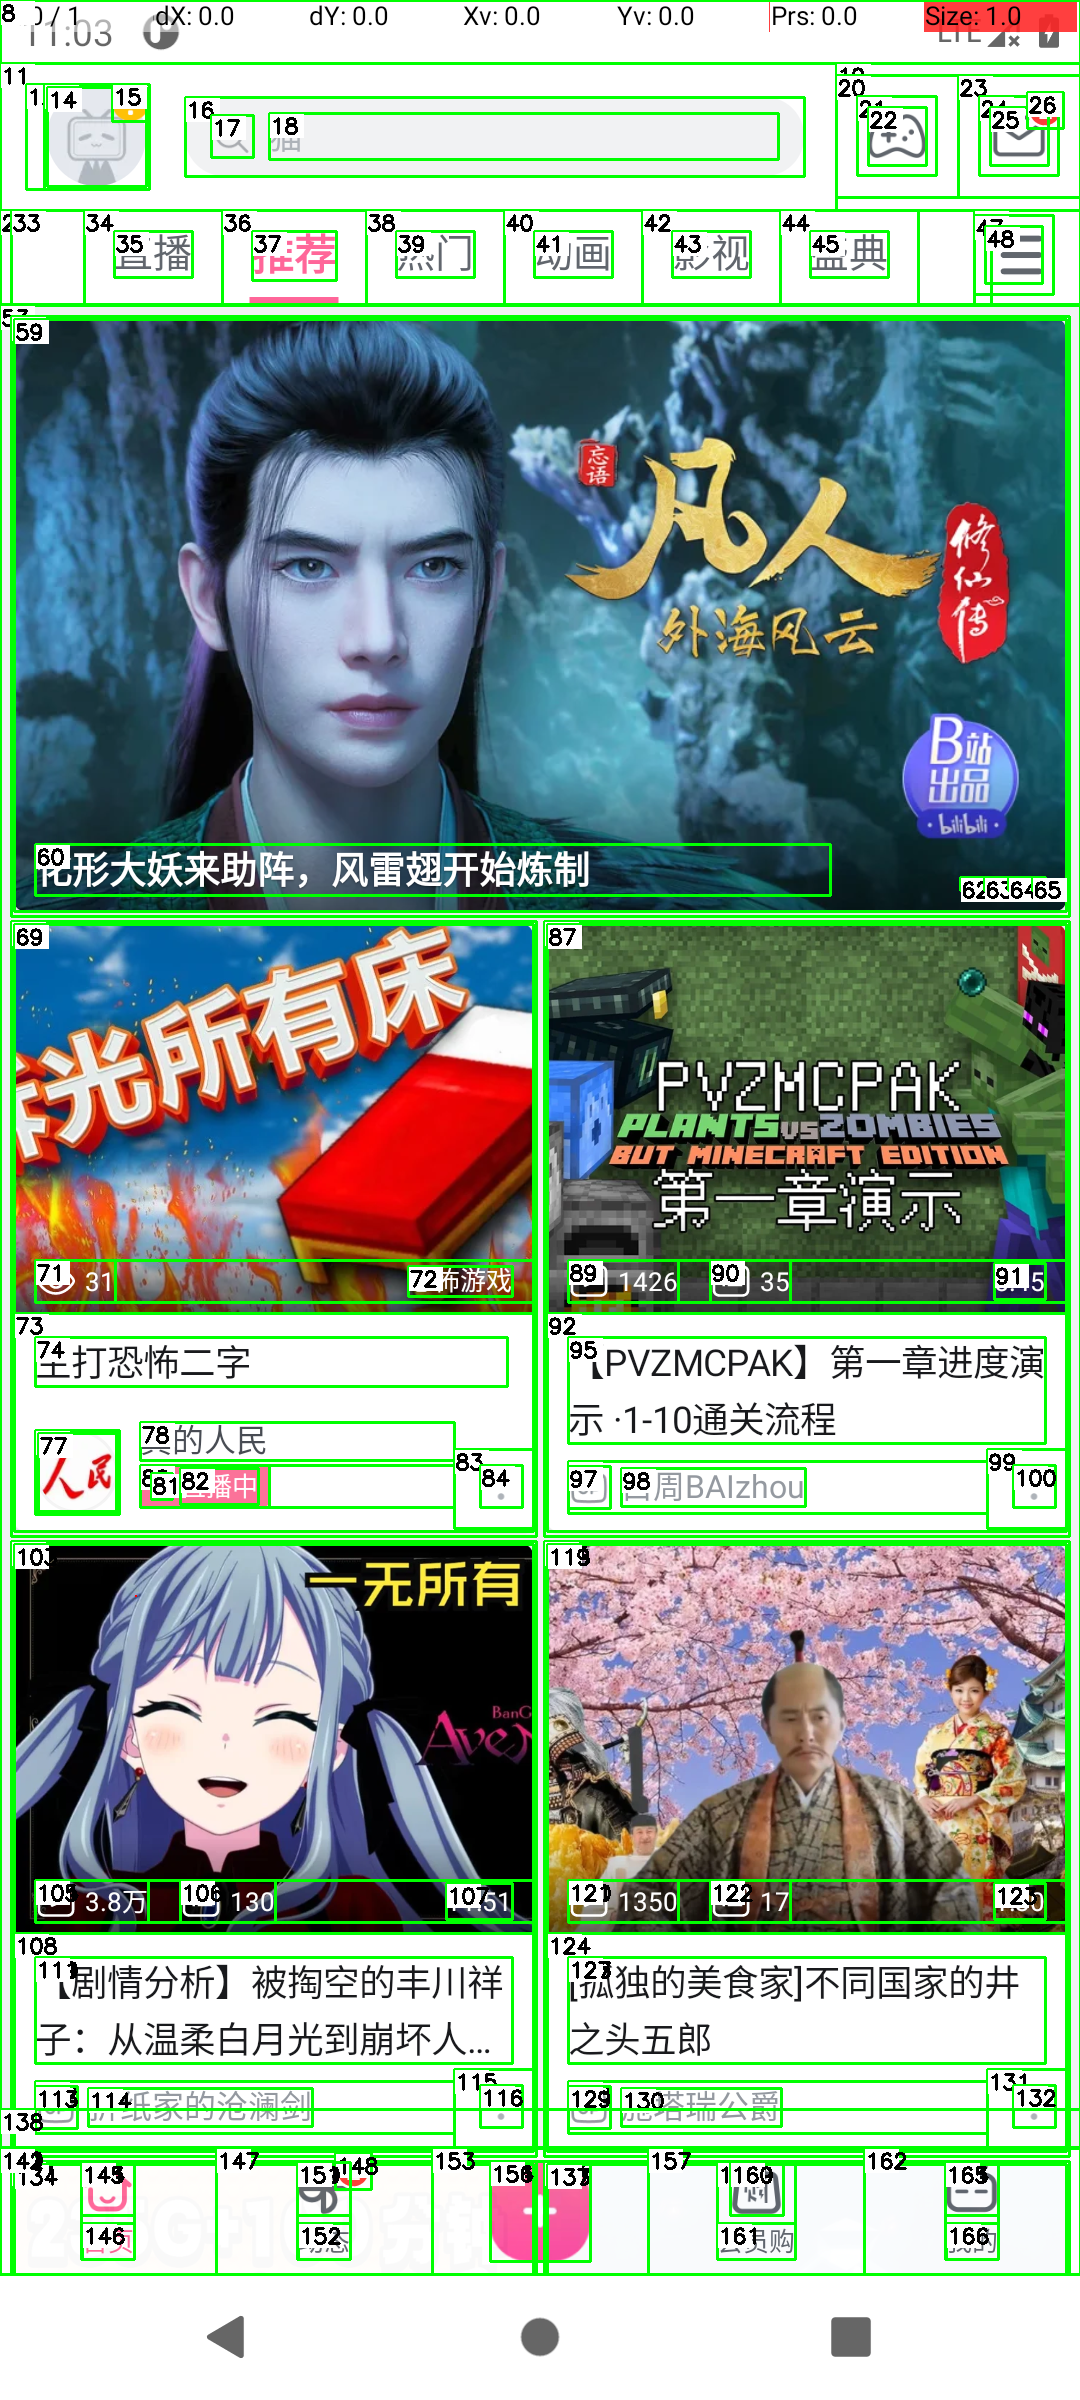 0 / 1 dX: 0.0 dY: 0.0 Xv: 0.0 Yv: 0.0 Prs: 0.0 Size: 1.0
11:03 LTE
8
11
14 15 16 17 18 猫 20 22 23 25 26
33 34 36 38 40 42 44 47 48
35 直播 37 推荐 39 热门 41 动画 43 影视 45 盛典
57
59
忘语
凡人
修仙传
外海风云
B站
出品
bilibili
60 化形大妖来助阵，风雷翅开始炼制
62 63 64 65
69
光所有床
71 31 72 怖游戏
73
74 主打恐怖二字
77 人民
78 真的人民
81 82 直播中
83
84
87
PVZMCPAK
PLANTS VS ZOMBIES
BUT MINECRAFT EDITION
第一章演示
89 1426 90 35 91
92
95 【PVZMCPAK】第一章进度演
示 ·1-10通关流程
97 98 白周BAIzhou
99
100
103
一无所有
BanG
Ave
105 3.8万 106 130 107 :51
108
111 【剧情分析】被掏空的丰川祥
子：从温柔白月光到崩坏人...
113 114 折纸家的沧澜剑
115
116
119
121 1350 122 17 123
124
127 [孤独的美食家]不同国家的井
之头五郎
129 130 施塔瑞公爵
131
132
138
134 145 147 151 148 153 156 137 157 1160 162 165
146 首页 152 动态 161 会员购 166 我的